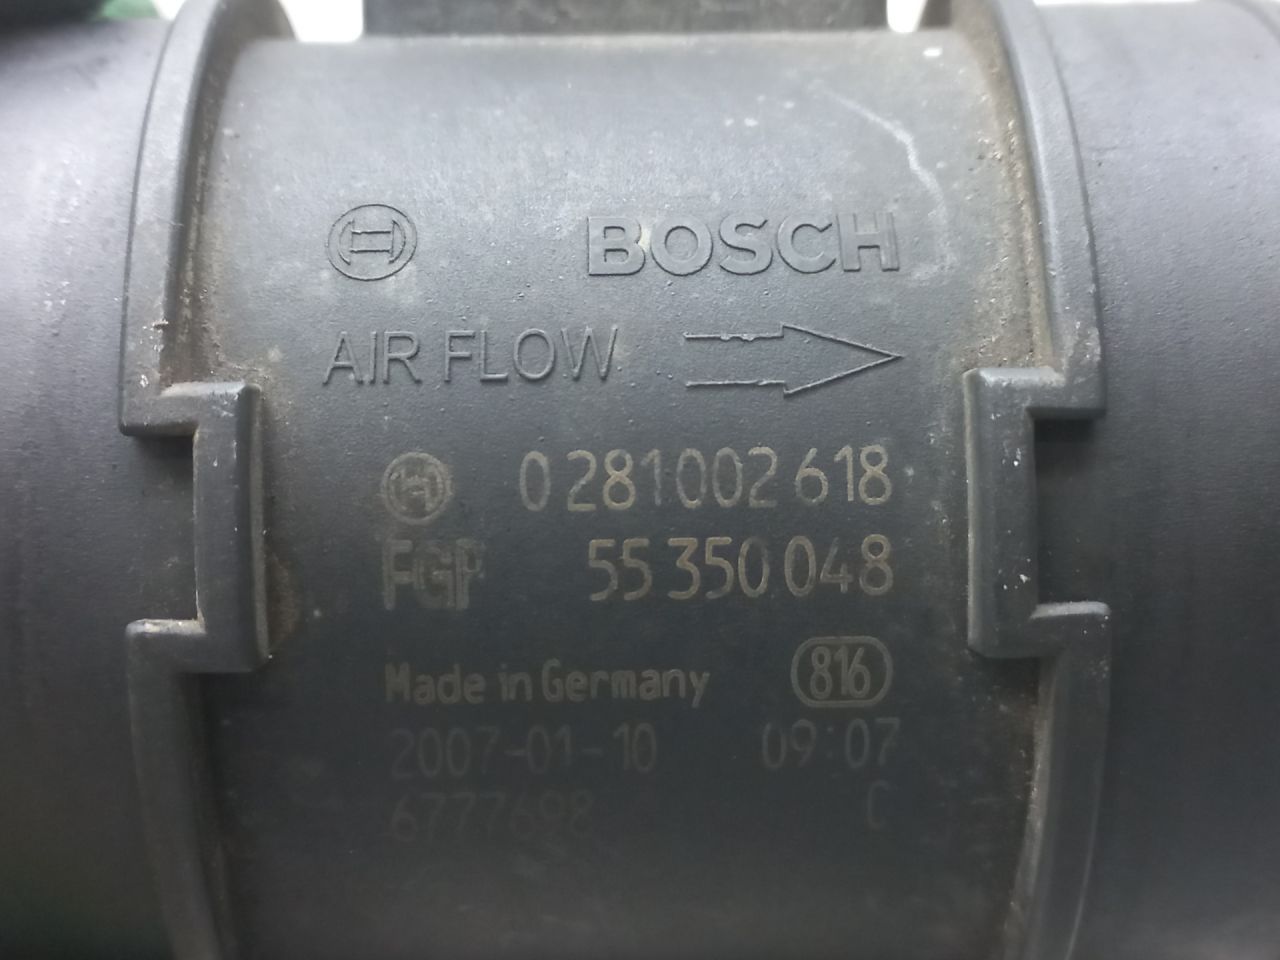 BOSCH
AIR FLOW
0 281 002 618
FGP 55 350 048
Made in Germany 816
2007-01-10 09:07
6777698 C